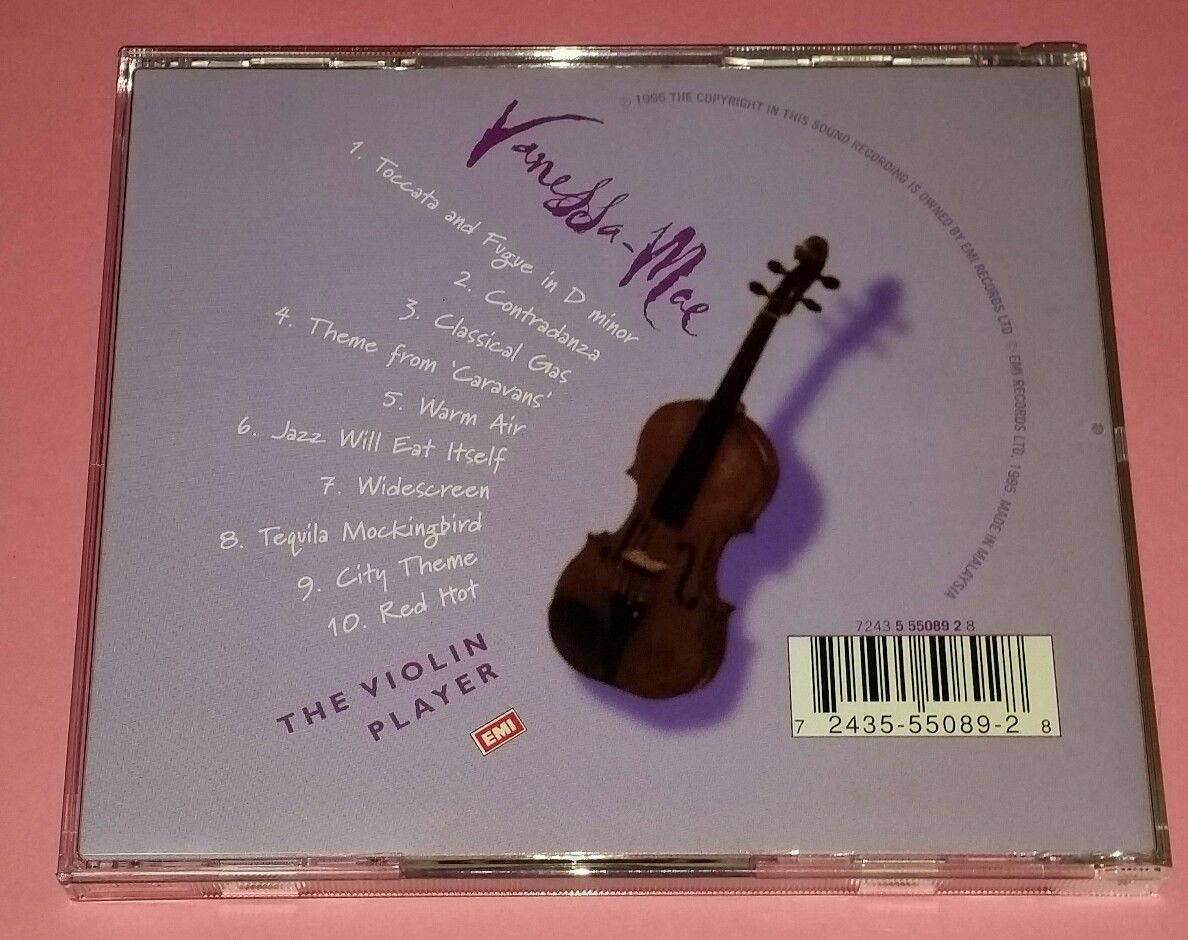 Vanessa-Mae
1. Toccata and Fugue in D minor
2. Contradanza
3. Classical Gas
4. Theme from 'Caravans'
5. Warm Air
6. Jazz Will Eat Itself
7. Widescreen
8. Tequila Mockingbird
9. City Theme
10. Red Hot
THE VIOLIN
PLAYER
EMI
℗ 1995 THE COPYRIGHT IN THIS SOUND RECORDING IS OWNED BY EMI RECORDS LTD © EMI RECORDS LTD, 1995. MADE IN MALAYSIA
7243 5 55089 2 8
7 2435-55089-2 8